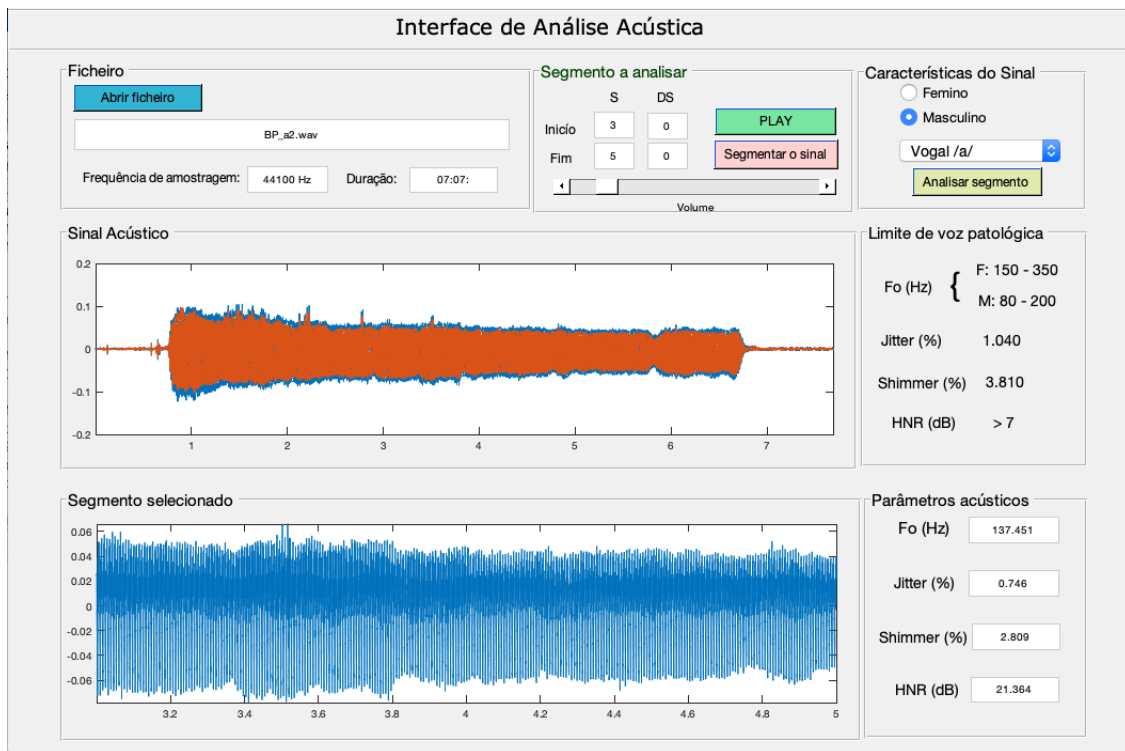 Interface de Análise Acústica
Ficheiro
Abrir ficheiro
BP_a2.wav
Frequência de amostragem: 44100 Hz Duração: 07:07:
Segmento a analisar
S DS
Inicío 3 0
Fim 5 0
PLAY
Segmentar o sinal
Volume
Características do Sinal
Femino
Masculino
Vogal /a/
Analisar segmento
Sinal Acústico
0.2
0.1
0
-0.1
-0.2
1 2 3 4 5 6 7
Limite de voz patológica
Fo (Hz) { F: 150 - 350
M: 80 - 200
Jitter (%) 1.040
Shimmer (%) 3.810
HNR (dB) > 7
Segmento selecionado
0.06
0.04
0.02
0
-0.02
-0.04
-0.06
3.2 3.4 3.6 3.8 4 4.2 4.4 4.6 4.8 5
Parâmetros acústicos
Fo (Hz) 137.451
Jitter (%) 0.746
Shimmer (%) 2.809
HNR (dB) 21.364